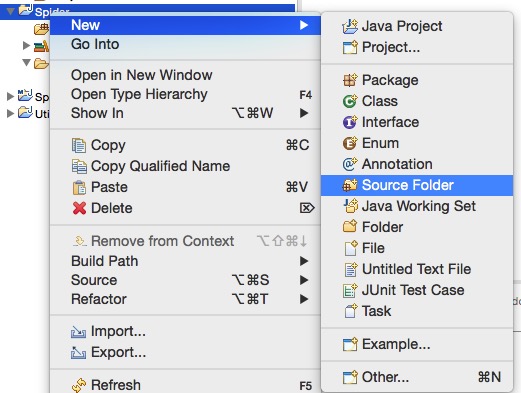 Spider
New
Go Into
Open in New Window
Open Type Hierarchy F4
Show In ⌥⌘W
Copy ⌘C
Copy Qualified Name
Paste ⌘V
Delete ⌦
Remove from Context ⌥⇧⌘↓
Build Path
Source ⌥⌘S
Refactor ⌥⌘T
Import...
Export...
Refresh F5
Java Project
Project...
Package
Class
Interface
Enum
Annotation
Source Folder
Java Working Set
Folder
File
Untitled Text File
JUnit Test Case
Task
Example...
Other... ⌘N
Sp
Uti